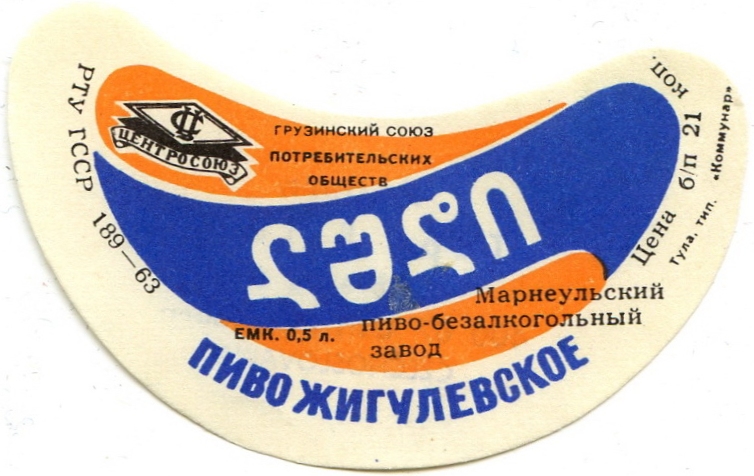 ЦЕНТРОСОЮЗ
ГРУЗИНСКИЙ СОЮЗ
ПОТРЕБИТЕЛЬСКИХ
ОБЩЕСТВ
РТУ ГССР 189—63
Цена б/п 21 коп.
Тула, тип. «Коммунар»
Марнеульский
пиво-безалкогольный
завод
ЕМК. 0,5 л.
ПИВО ЖИГУЛЕВСКОЕ